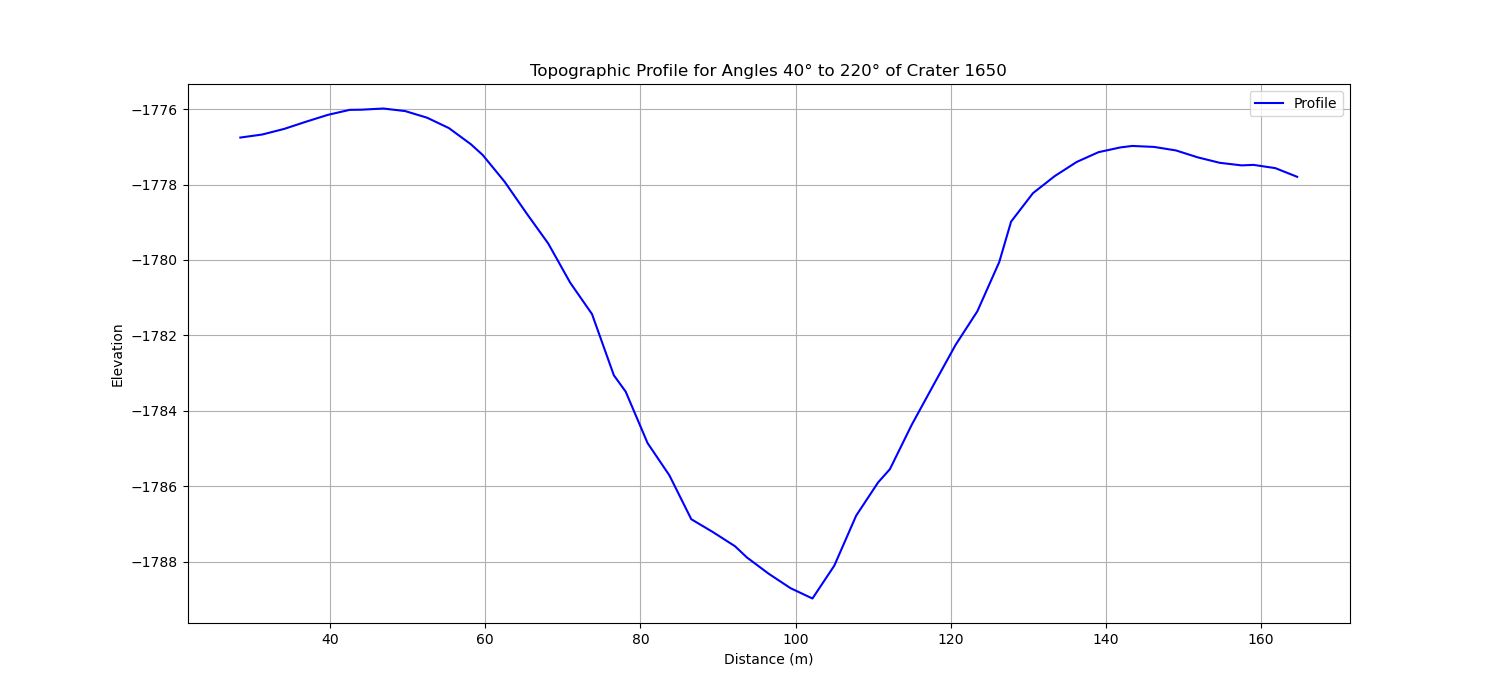 Topographic Profile for Angles 40° to 220° of Crater 1650
Profile
−1776
−1778
−1780
−1782
−1784
−1786
−1788
Elevation
40 60 80 100 120 140 160
Distance (m)